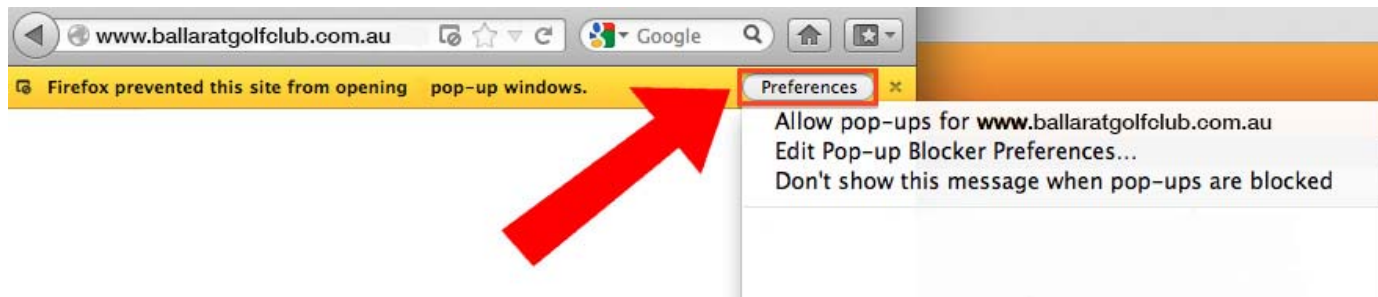 www.ballaratgolfclub.com.au Google
Firefox prevented this site from opening pop-up windows. Preferences
Allow pop-ups for www.ballaratgolfclub.com.au
Edit Pop-up Blocker Preferences...
Don't show this message when pop-ups are blocked